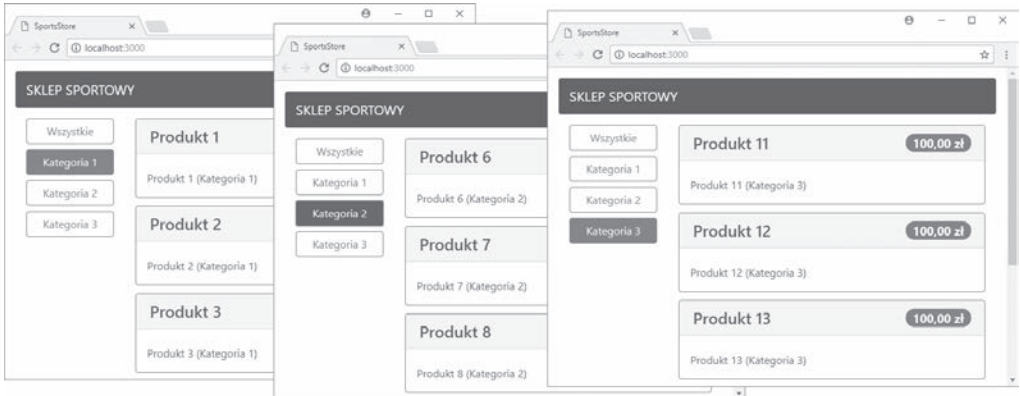 SportsStore
localhost:3000
SKLEP SPORTOWY
Wszystkie
Kategoria 1
Kategoria 2
Kategoria 3
Produkt 1
Produkt 1 (Kategoria 1)
Produkt 2
Produkt 2 (Kategoria 1)
Produkt 3
Produkt 3 (Kategoria 1)
SportsStore
localhost:3000
SKLEP SPORTOWY
Wszystkie
Kategoria 1
Kategoria 2
Kategoria 3
Produkt 6
Produkt 6 (Kategoria 2)
Produkt 7
Produkt 7 (Kategoria 2)
Produkt 8
Produkt 8 (Kategoria 2)
SportsStore
localhost:3000
SKLEP SPORTOWY
Wszystkie
Kategoria 1
Kategoria 2
Kategoria 3
Produkt 11 100,00 zł
Produkt 11 (Kategoria 3)
Produkt 12 100,00 zł
Produkt 12 (Kategoria 3)
Produkt 13 100,00 zł
Produkt 13 (Kategoria 3)